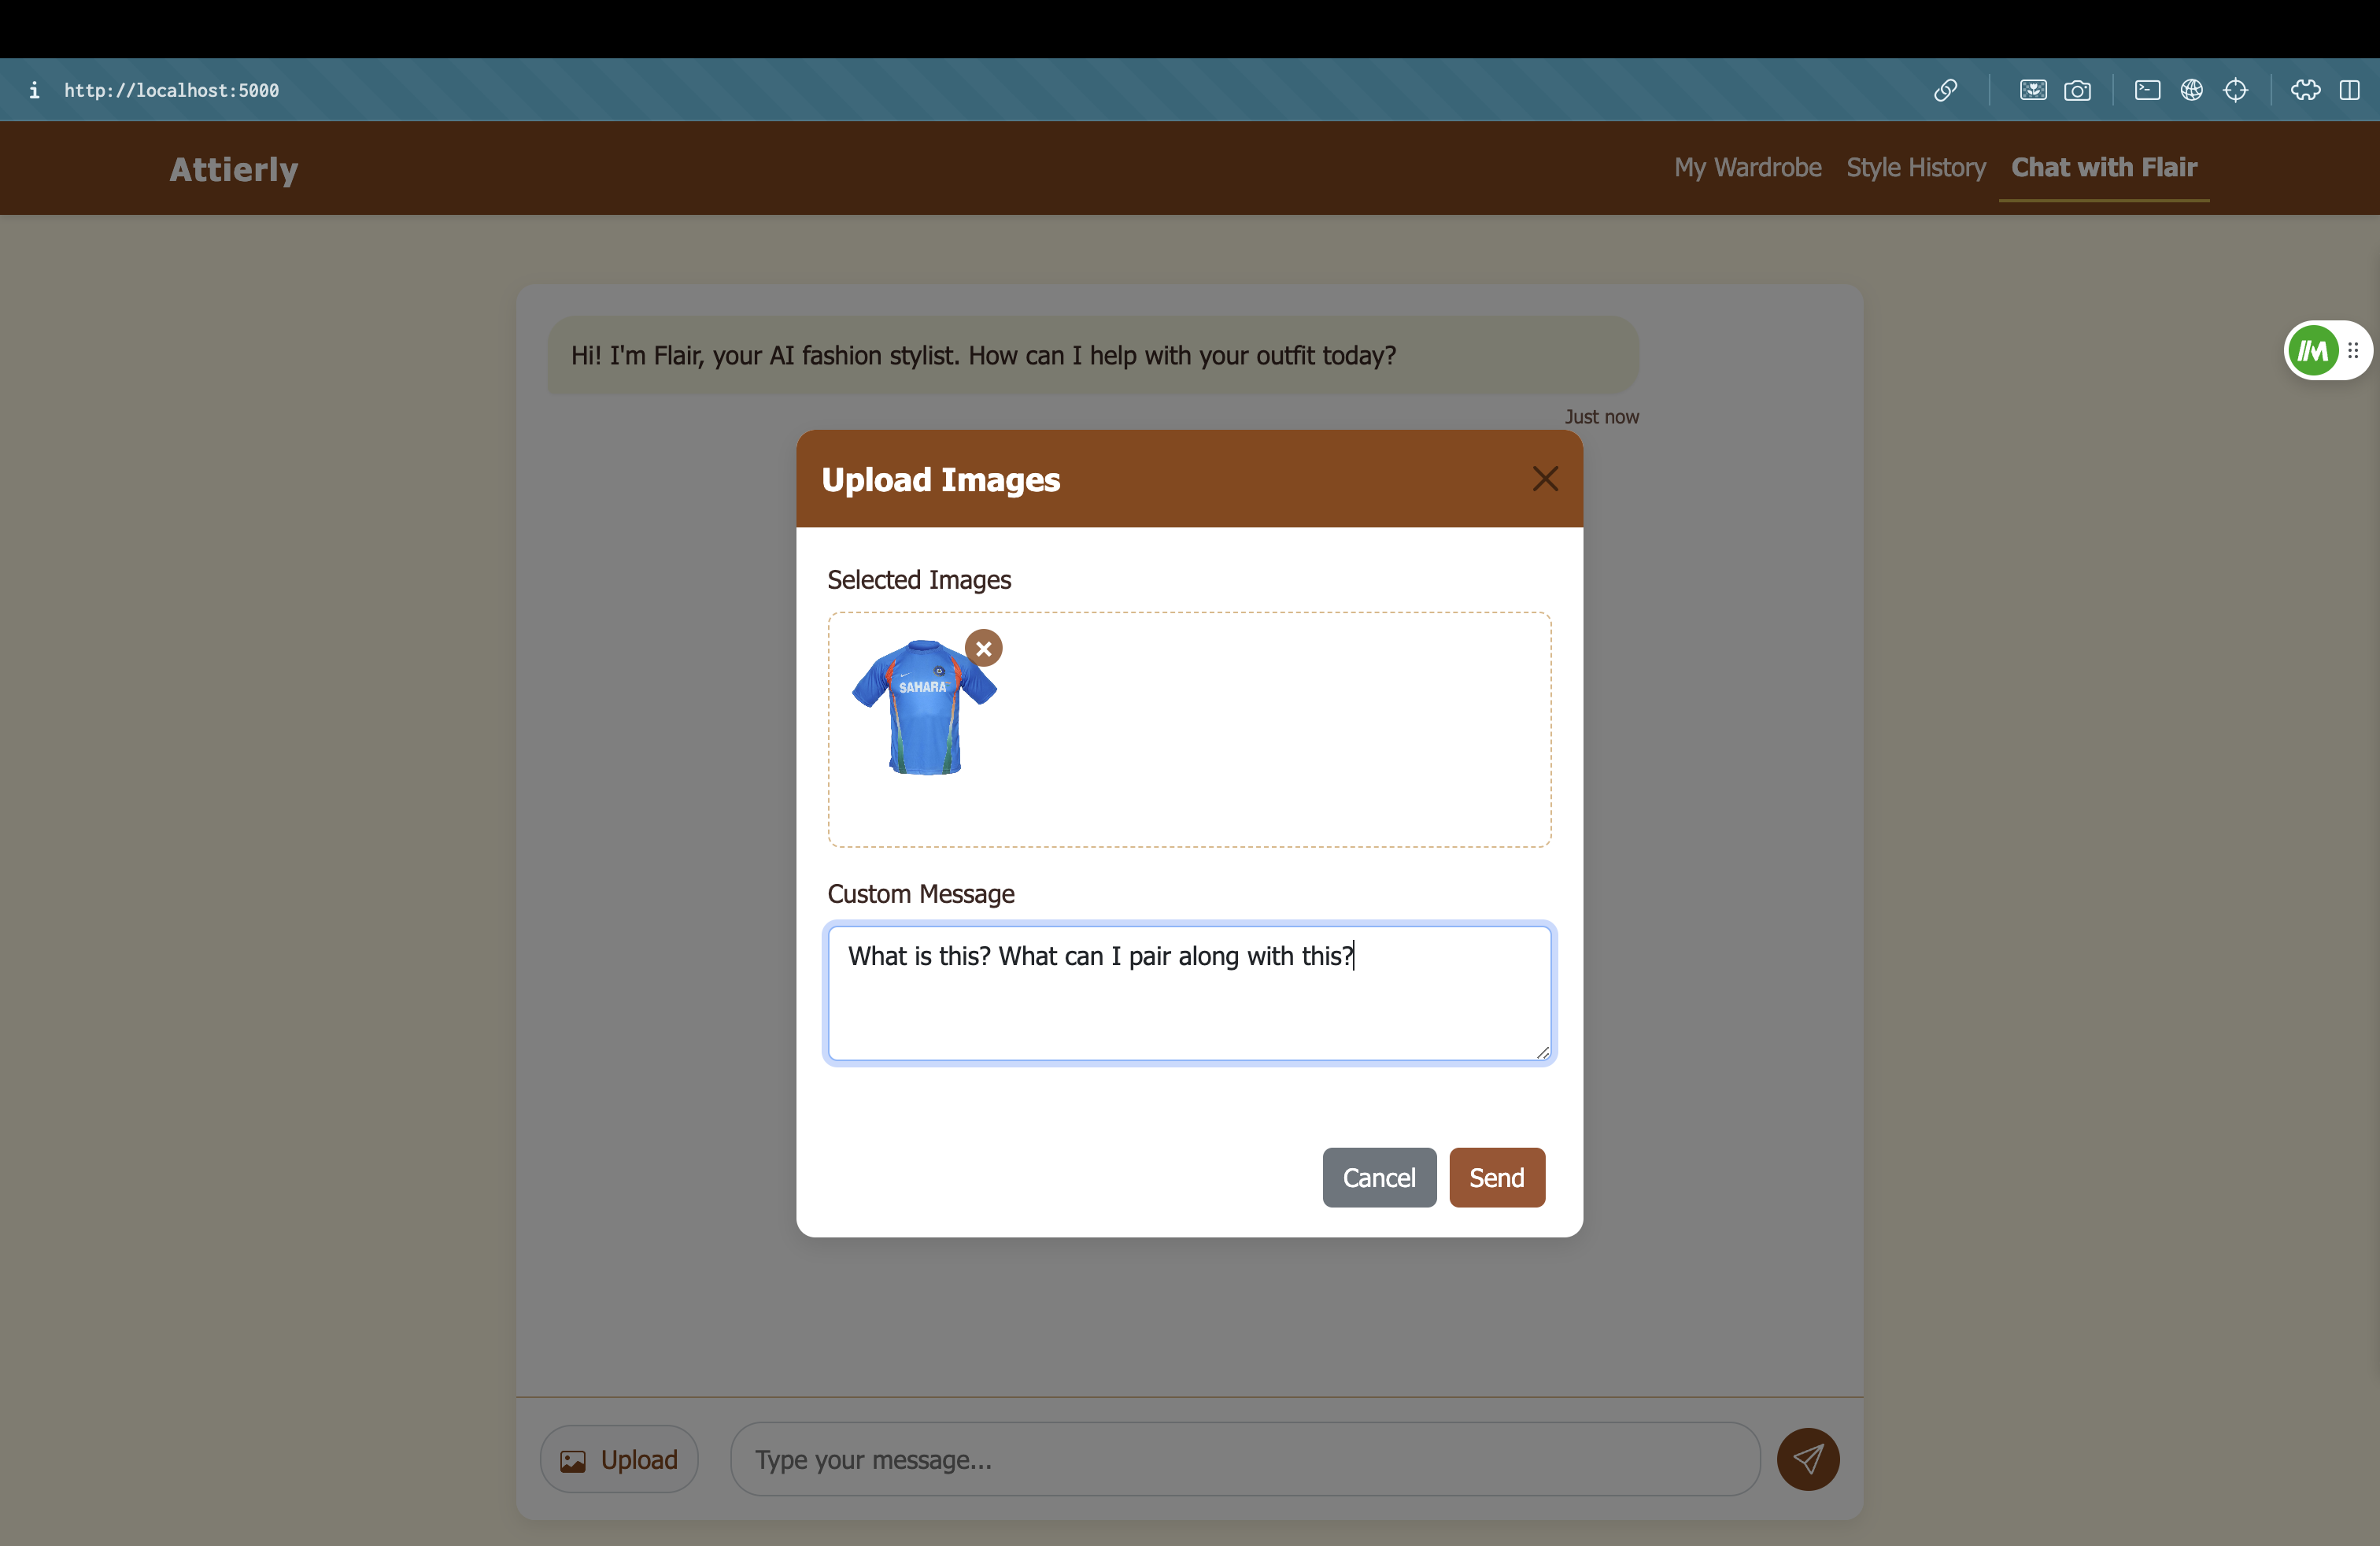 i http://localhost:5000
Attierly
My Wardrobe Style History Chat with Flair
Hi! I'm Flair, your AI fashion stylist. How can I help with your outfit today?
Just now
Upload Images
Selected Images
SAHARA
Custom Message
What is this? What can I pair along with this?
Cancel Send
Upload Type your message...